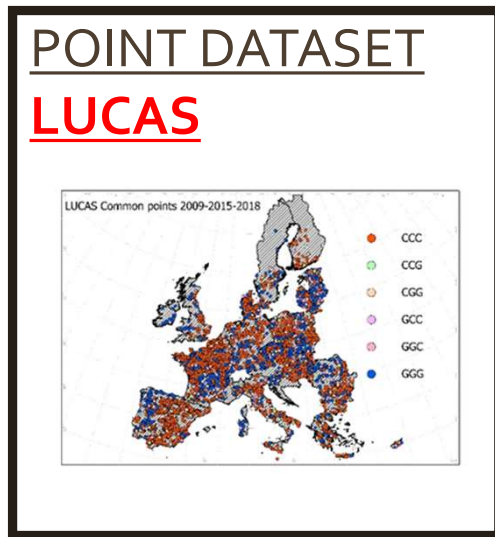 POINT DATASET
LUCAS
LUCAS Common points 2009-2015-2018
CCC
CCG
CGG
GCC
GGC
GGG